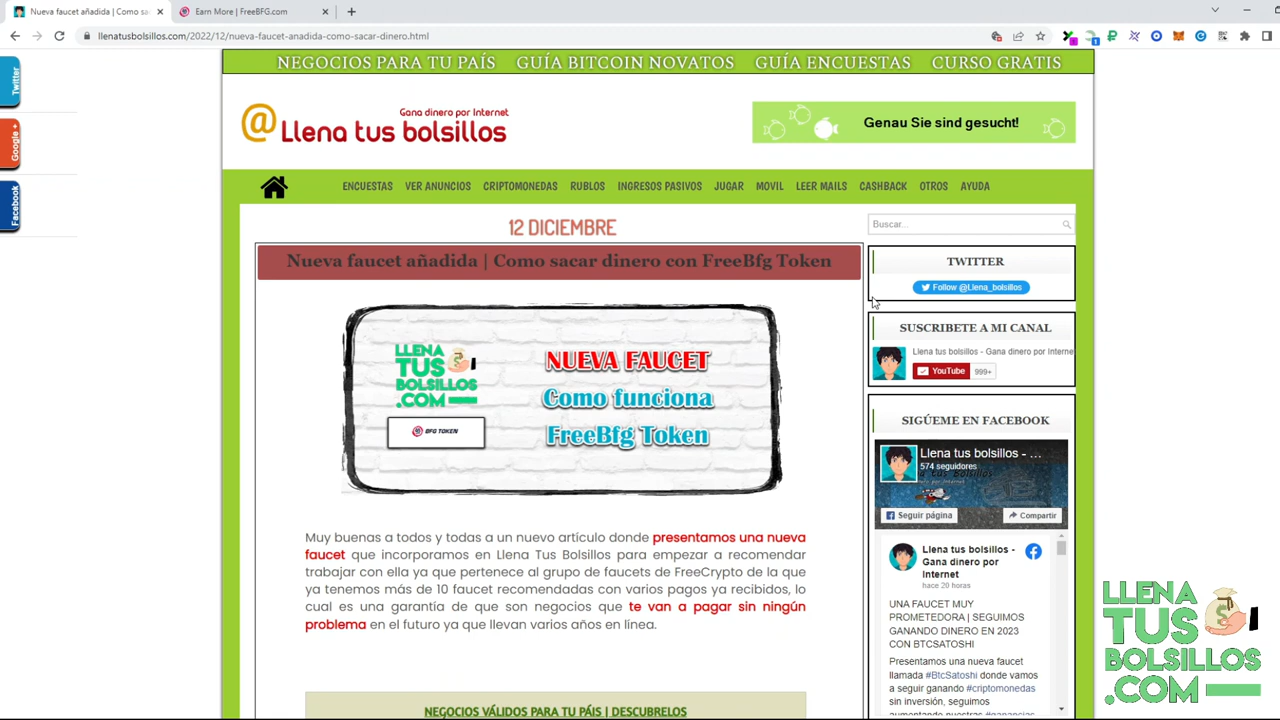 Nueva faucet añadida | Como sa
Earn More | FreeBFG.com
llenatusbolsillos.com/2022/12/nueva-faucet-anadida-como-sacar-dinero.html
Twitter
Google +
Facebook
NEGOCIOS PARA TU PAÍS GUÍA BITCOIN NOVATOS GUÍA ENCUESTAS CURSO GRATIS
Gana dinero por Internet
@Llena tus bolsillos
Genau Sie sind gesucht!
ENCUESTAS VER ANUNCIOS CRIPTOMONEDAS RUBLOS INGRESOS PASIVOS JUGAR MOVIL LEER MAILS CASHBACK OTROS AYUDA
12 DICIEMBRE
Nueva faucet añadida | Como sacar dinero con FreeBfg Token
LLENA
TUS
BOLSILLOS
.COM
BFG TOKEN
NUEVA FAUCET
Como funciona
FreeBfg Token
Muy buenas a todos y todas a un nuevo artículo donde presentamos una nueva
faucet que incorporamos en Llena Tus Bolsillos para empezar a recomendar
trabajar con ella ya que pertenece al grupo de faucets de FreeCrypto de la que
ya tenemos más de 10 faucet recomendadas con varios pagos ya recibidos, lo
cual es una garantía de que son negocios que te van a pagar sin ningún
problema en el futuro ya que llevan varios años en línea.
NEGOCIOS VÁLIDOS PARA TU PÁIS | DESCUBRELOS
Buscar...
TWITTER
Follow @Llena_bolsillos
SUSCRIBETE A MI CANAL
Llena tus bolsillos - Gana dinero por Interne
YouTube 999+
SIGÚEME EN FACEBOOK
Llena tus bolsillos - ...
574 seguidores
Seguir página
Compartir
Llena tus bolsillos -
Gana dinero por
Internet
hace 20 horas
UNA FAUCET MUY
PROMETEDORA | SEGUIMOS
GANANDO DINERO EN 2023
CON BTCSATOSHI
Presentamos una nueva faucet
llamada #BtcSatoshi donde vamos
a seguir ganando #criptomonedas
sin inversión, seguimos
aumentando nuestras #ganancias
LLENA
TUS
BOLSILLOS
.COM